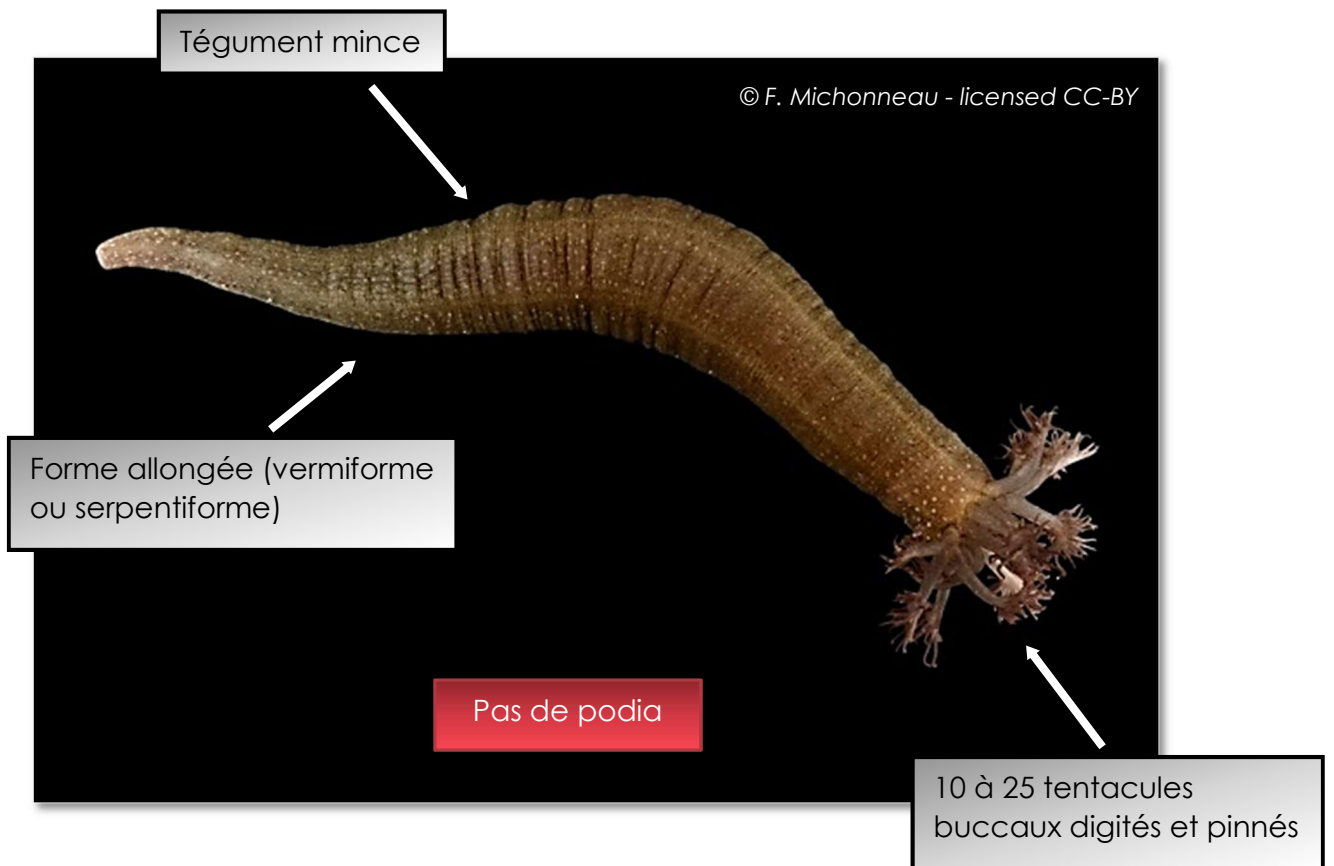 Tégument mince
© F. Michonneau - licensed CC-BY
Forme allongée (vermiforme
ou serpentiforme)
Pas de podia
10 à 25 tentacules
buccaux digités et pinnés